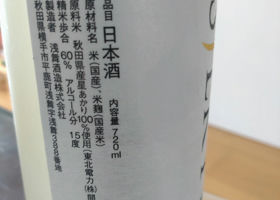 品目 日本酒 内容量 720ml
原材料名 米(国産)、米麹(国産米)
原料米 秋田県産星あかり100%使用(東北電力(株)開
精米歩合 60% アルコール分 15度
製造者 浅舞酒造株式会社
秋田県横手市平鹿町浅舞字浅舞388番地